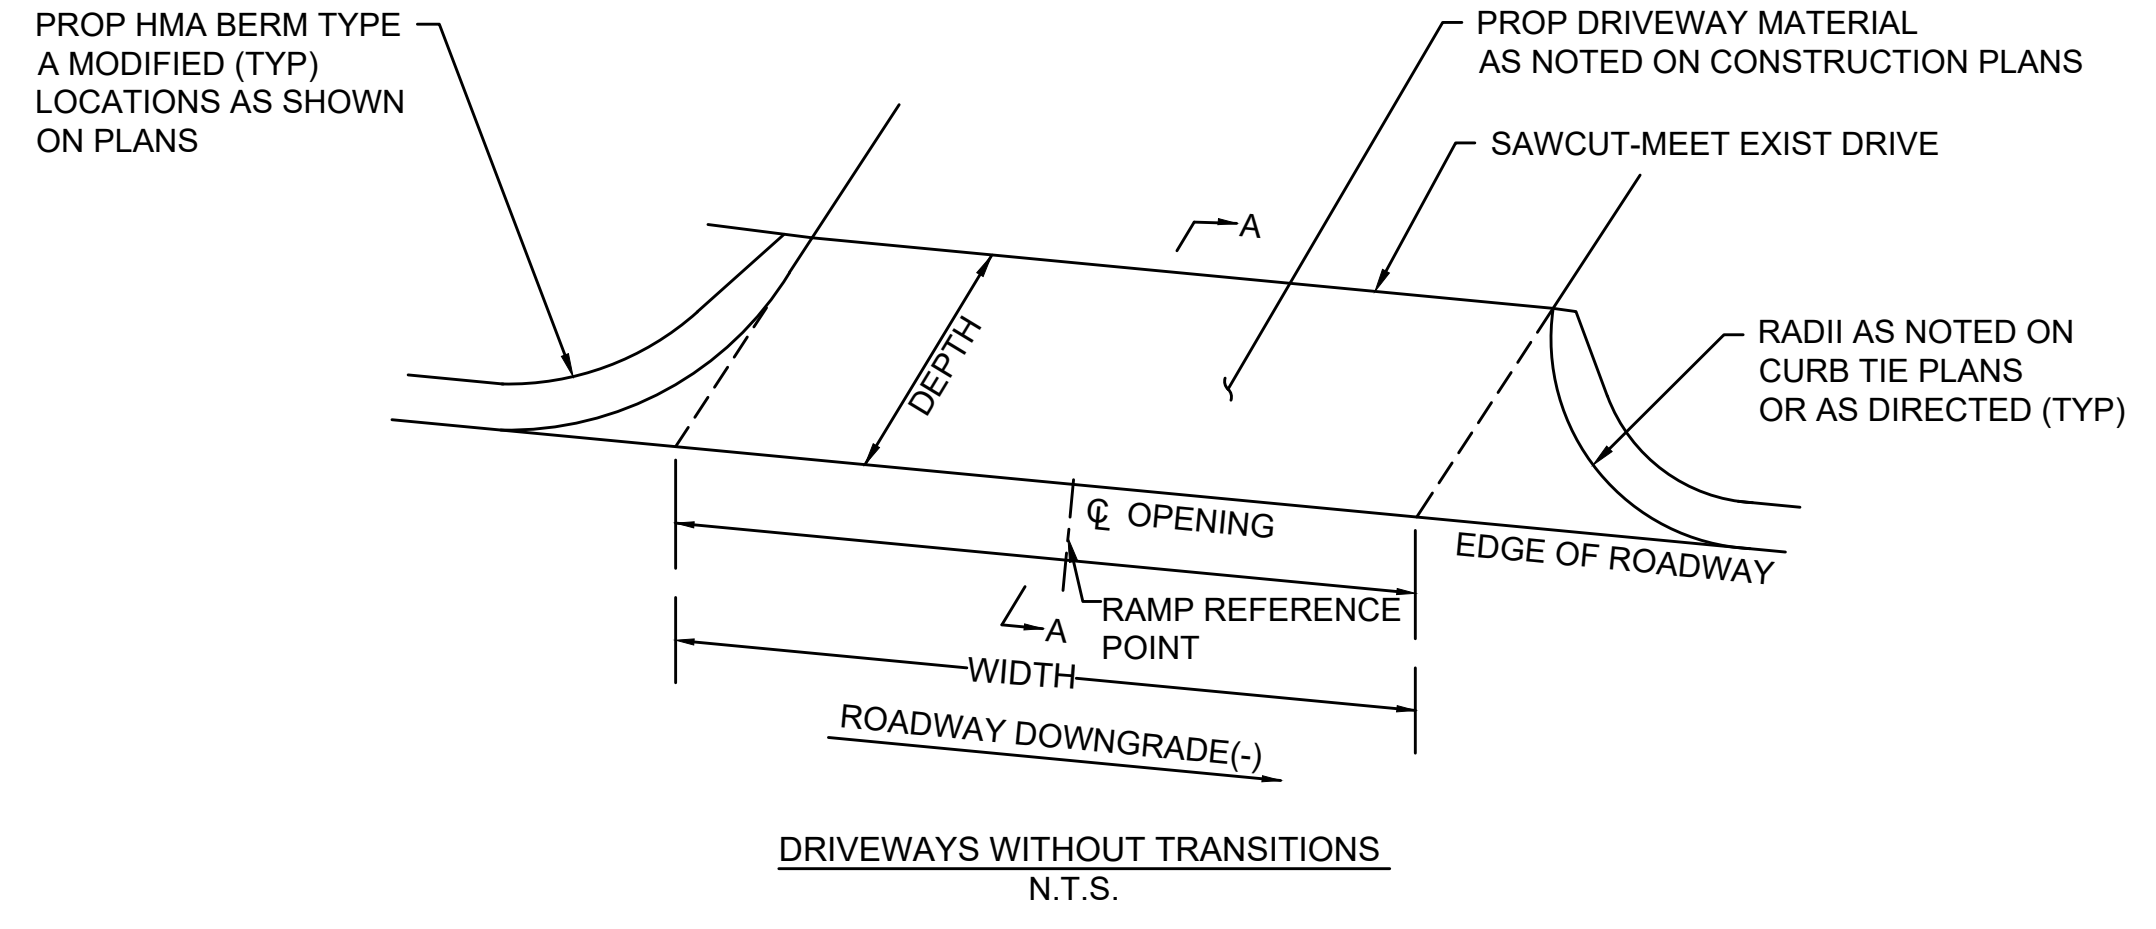 PROP HMA BERM TYPE
A MODIFIED (TYP)
LOCATIONS AS SHOWN
ON PLANS
PROP DRIVEWAY MATERIAL
AS NOTED ON CONSTRUCTION PLANS
SAWCUT-MEET EXIST DRIVE
A
RADII AS NOTED ON
CURB TIE PLANS
OR AS DIRECTED (TYP)
DEPTH
℄ OPENING
EDGE OF ROADWAY
RAMP REFERENCE
POINT
A
WIDTH
ROADWAY DOWNGRADE(-)
DRIVEWAYS WITHOUT TRANSITIONS
N.T.S.